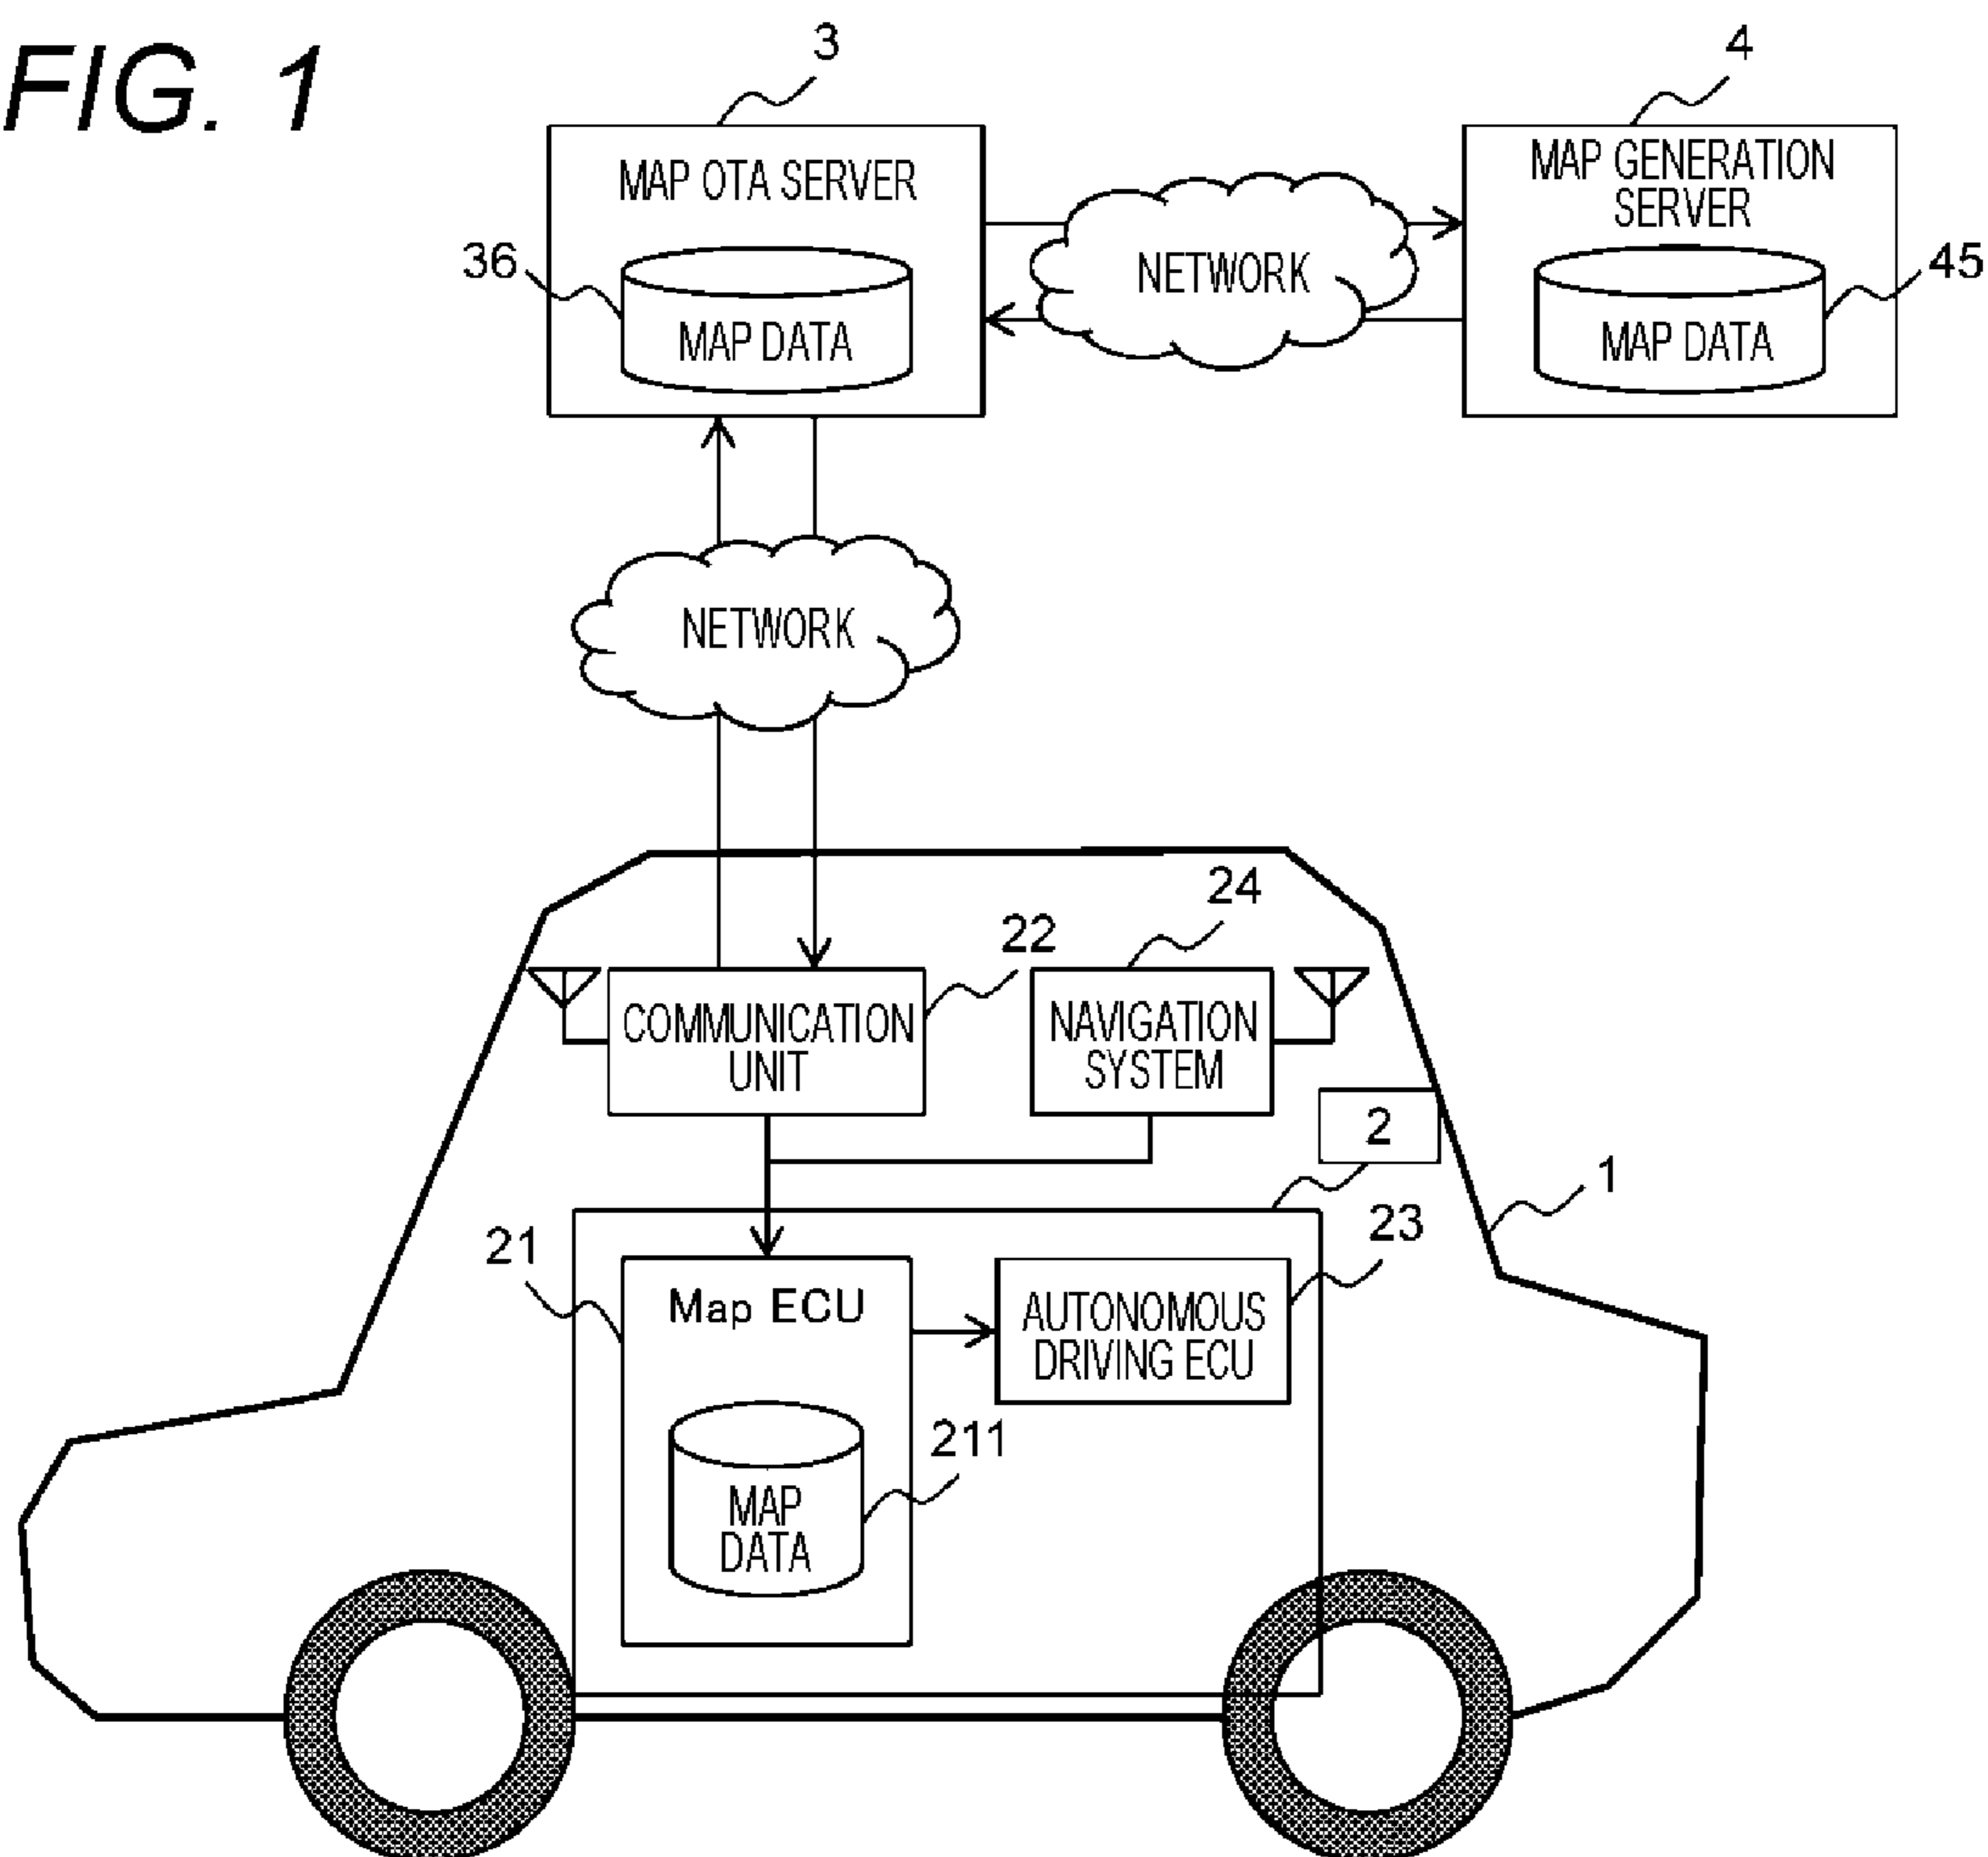 FIG. 1
3
4
MAP OTA SERVER
MAP GENERATION
SERVER
36
MAP DATA
NETWORK
45
MAP DATA
NETWORK
24
22
COMMUNICATION
UNIT
NAVIGATION
SYSTEM
2
1
21
23
Map ECU
AUTONOMOUS
DRIVING ECU
211
MAP
DATA